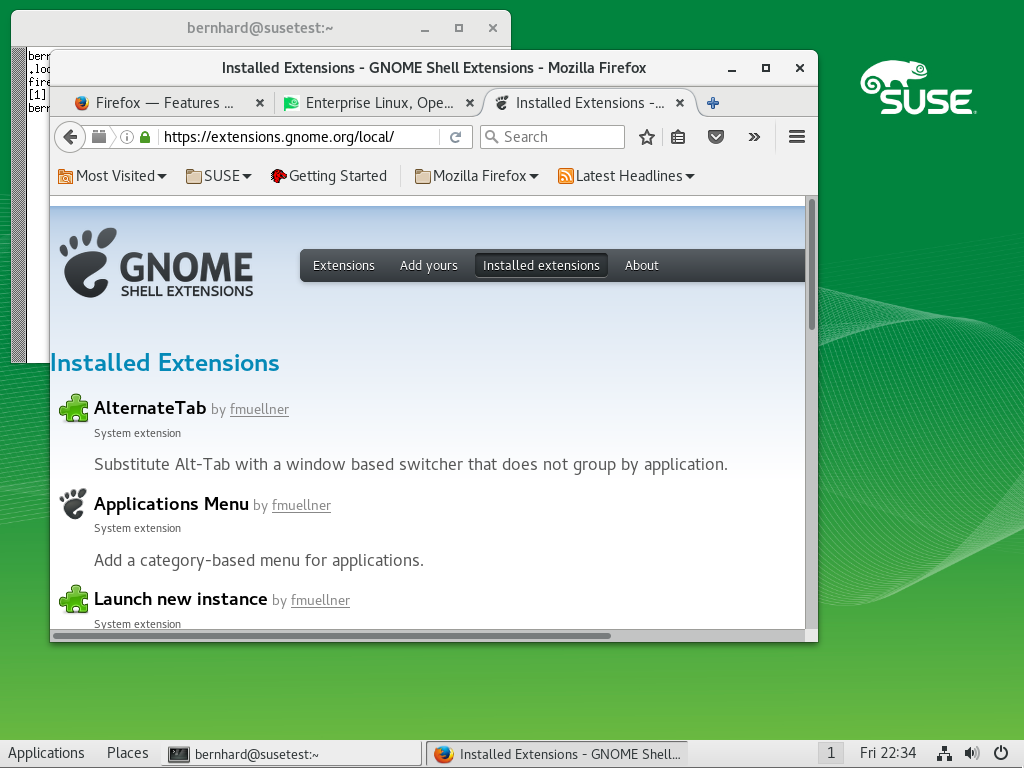 bernhard@susetest:~
bern
.loc
fire
[1]
bern
Installed Extensions - GNOME Shell Extensions - Mozilla Firefox
Firefox — Features ...
Enterprise Linux, Ope...
Installed Extensions -...
https://extensions.gnome.org/local/
Search
Most Visited
SUSE
Getting Started
Mozilla Firefox
Latest Headlines
SUSE
GNOME
SHELL EXTENSIONS
Extensions
Add yours
Installed extensions
About
Installed Extensions
AlternateTab by fmuellner
System extension
Substitute Alt-Tab with a window based switcher that does not group by application.
Applications Menu by fmuellner
System extension
Add a category-based menu for applications.
Launch new instance by fmuellner
System extension
Applications
Places
bernhard@susetest:~
Installed Extensions - GNOME Shell...
1
Fri 22:34